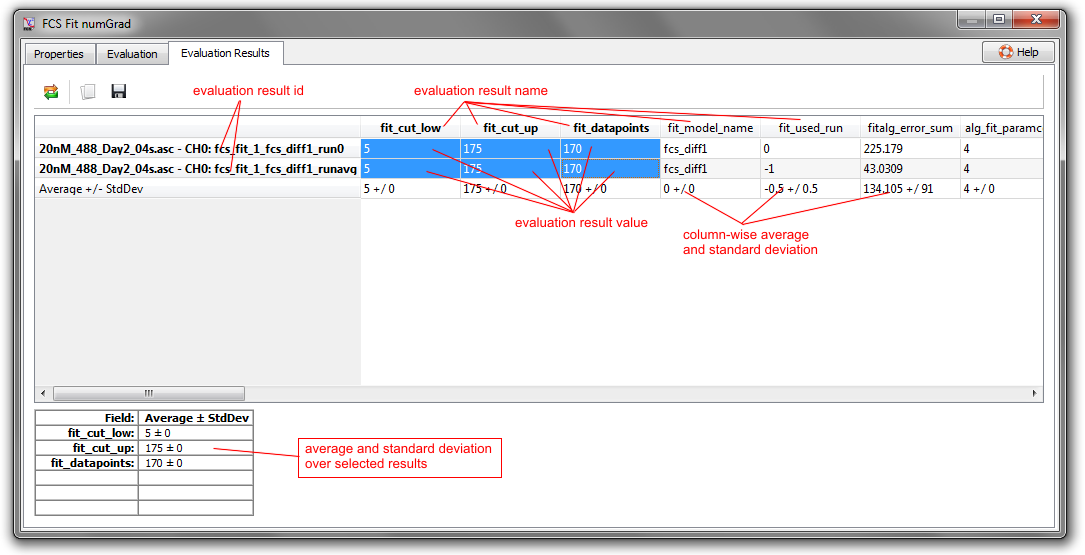 FCS Fit numGrad
Properties Evaluation Evaluation Results Help
evaluation result id evaluation result name
fit_cut_low fit_cut_up fit_datapoints fit_model_name fit_used_run fitalg_error_sum alg_fit_paramco
20nM_488_Day2_04s.asc - CH0: fcs_fit_1_fcs_diff1_run0 5 175 170 fcs_diff1 0 225.179 4
20nM_488_Day2_04s.asc - CH0: fcs_fit_1_fcs_diff1_runavg 5 175 170 fcs_diff1 -1 43.0309 4
Average +/- StdDev 5 +/ 0 175 +/ 0 170 +/ 0 0 +/ 0 -0.5 +/ 0.5 134.105 +/ 91 4 +/ 0
evaluation result value
column-wise average
and standard deviation
Field: Average ± StdDev
fit_cut_low: 5 ± 0
fit_cut_up: 175 ± 0
fit_datapoints: 170 ± 0
average and standard deviation
over selected results